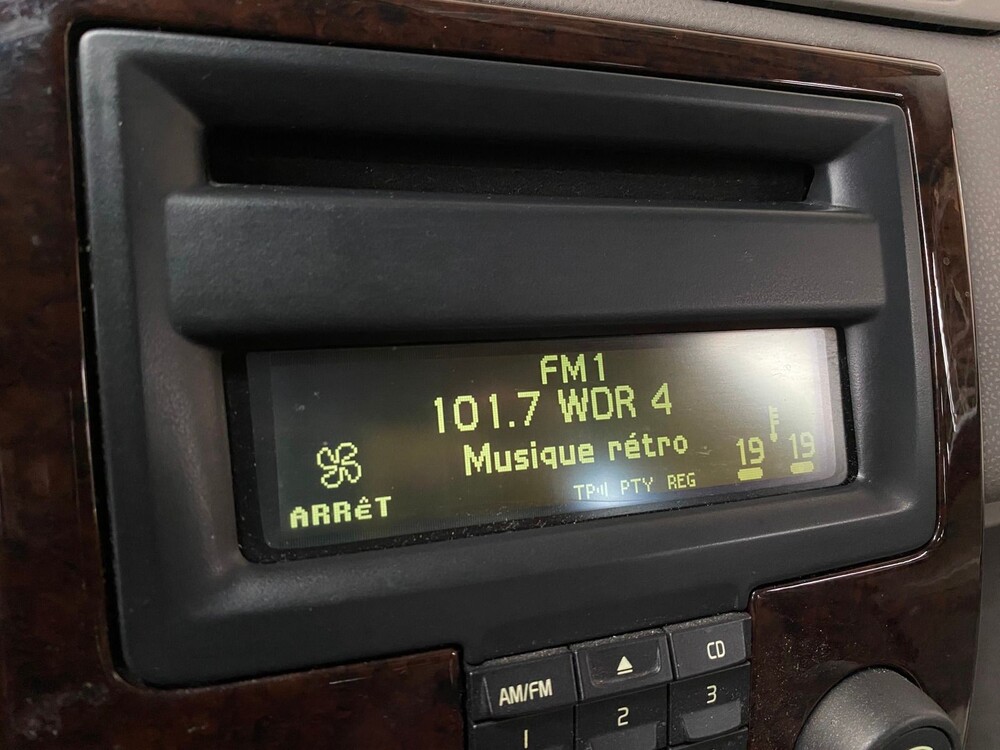 FM1
101.7 WDR 4
Musique rétro
19 19
TP PTY REG
ARRêT
CD
AM/FM
1 2 3